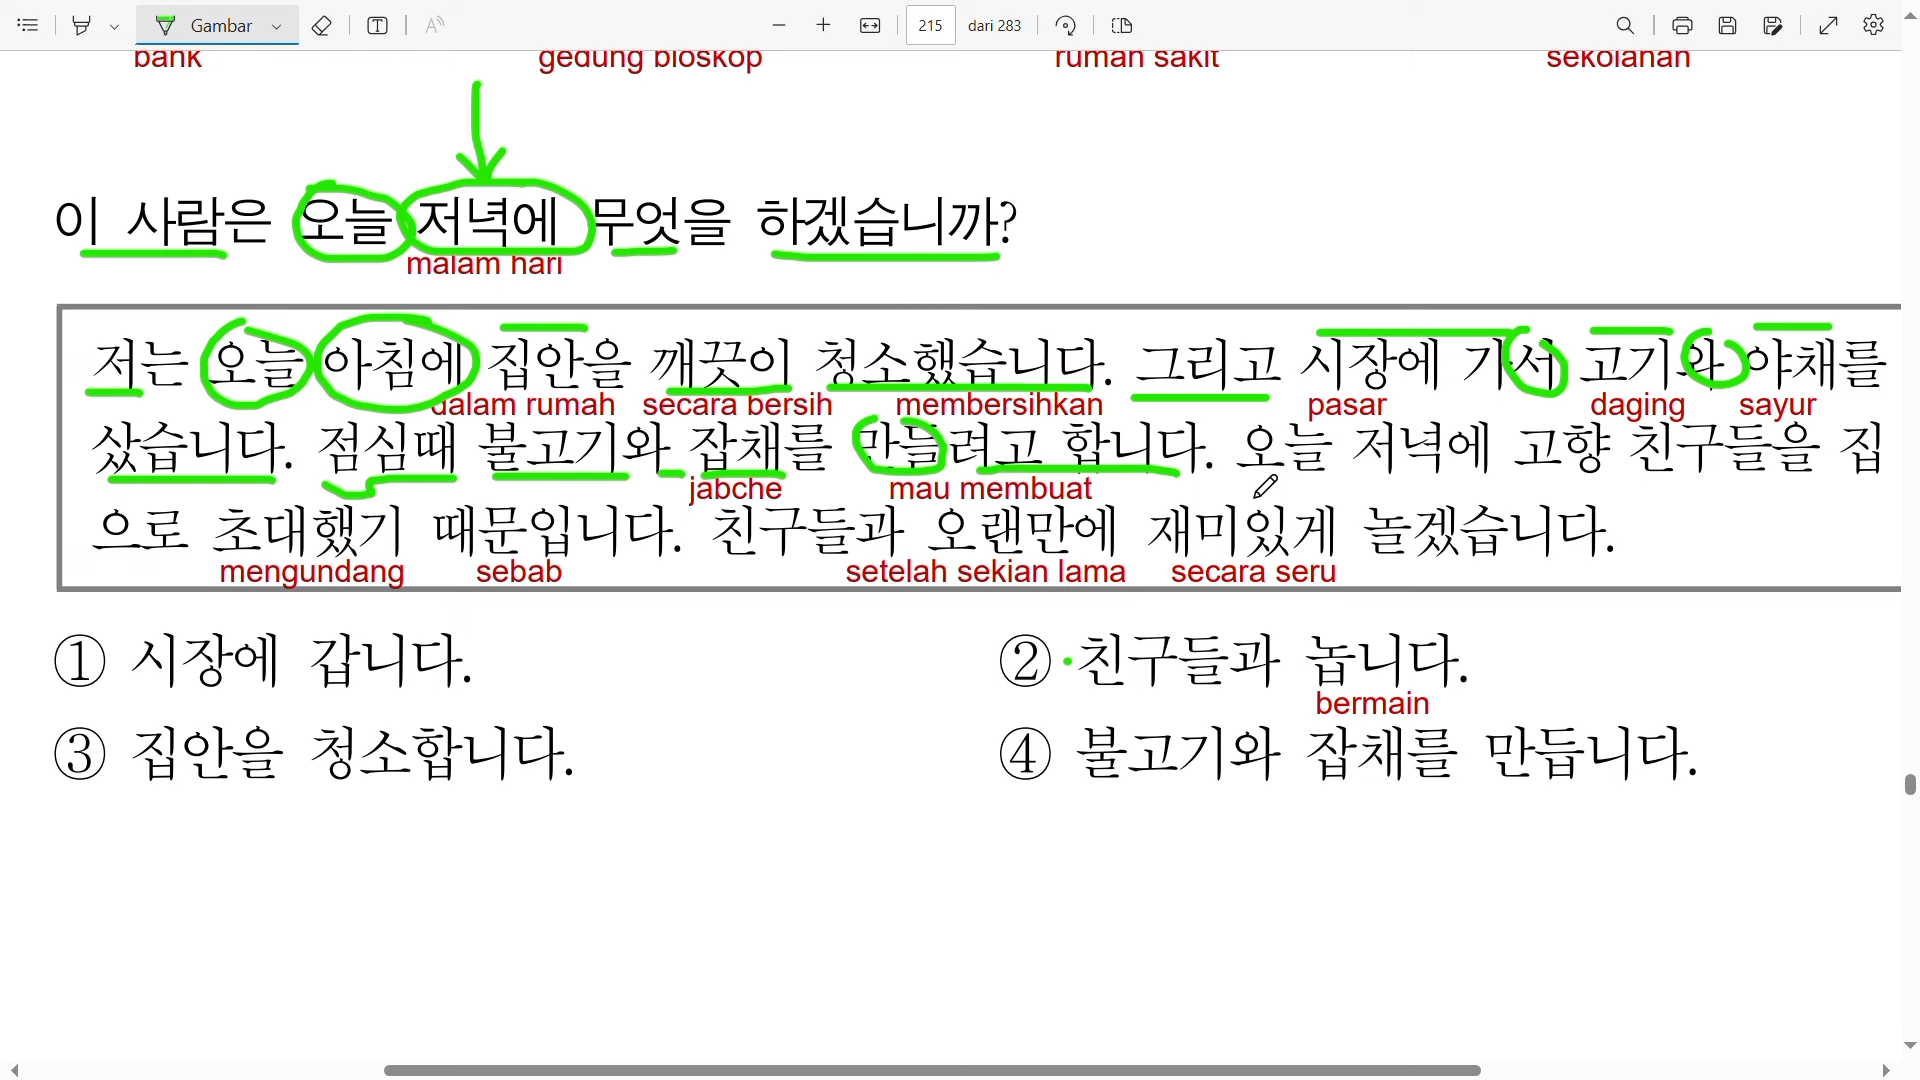 Gambar 215 dari 283
bank gedung bioskop rumah sakit sekolahan
이 사람은 오늘 저녁에 무엇을 하겠습니까?
malam hari
저는 오늘 아침에 집안을 깨끗이 청소했습니다. 그리고 시장에 가서 고기와 야채를
dalam rumah secara bersih membersihkan pasar daging sayur
샀습니다. 점심때 불고기와 잡채를 만들려고 합니다. 오늘 저녁에 고향 친구들을 집
jabche mau membuat
으로 초대했기 때문입니다. 친구들과 오랜만에 재미있게 놀겠습니다.
mengundang sebab setelah sekian lama secara seru
① 시장에 갑니다. ② 친구들과 놉니다.
bermain
③ 집안을 청소합니다. ④ 불고기와 잡채를 만듭니다.